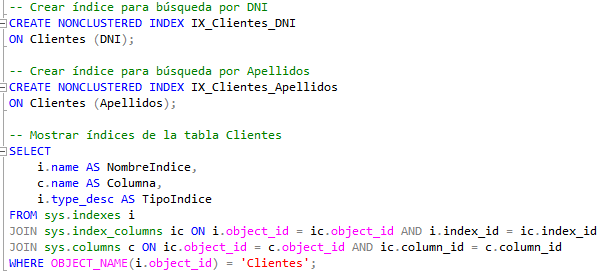 -- Crear índice para búsqueda por DNI
CREATE NONCLUSTERED INDEX IX_Clientes_DNI
ON Clientes (DNI);
-- Crear índice para búsqueda por Apellidos
CREATE NONCLUSTERED INDEX IX_Clientes_Apellidos
ON Clientes (Apellidos);
-- Mostrar índices de la tabla Clientes
SELECT
i.name AS NombreIndice,
c.name AS Columna,
i.type_desc AS TipoIndice
FROM sys.indexes i
JOIN sys.index_columns ic ON i.object_id = ic.object_id AND i.index_id = ic.index_id
JOIN sys.columns c ON ic.object_id = c.object_id AND ic.column_id = c.column_id
WHERE OBJECT_NAME(i.object_id) = 'Clientes';